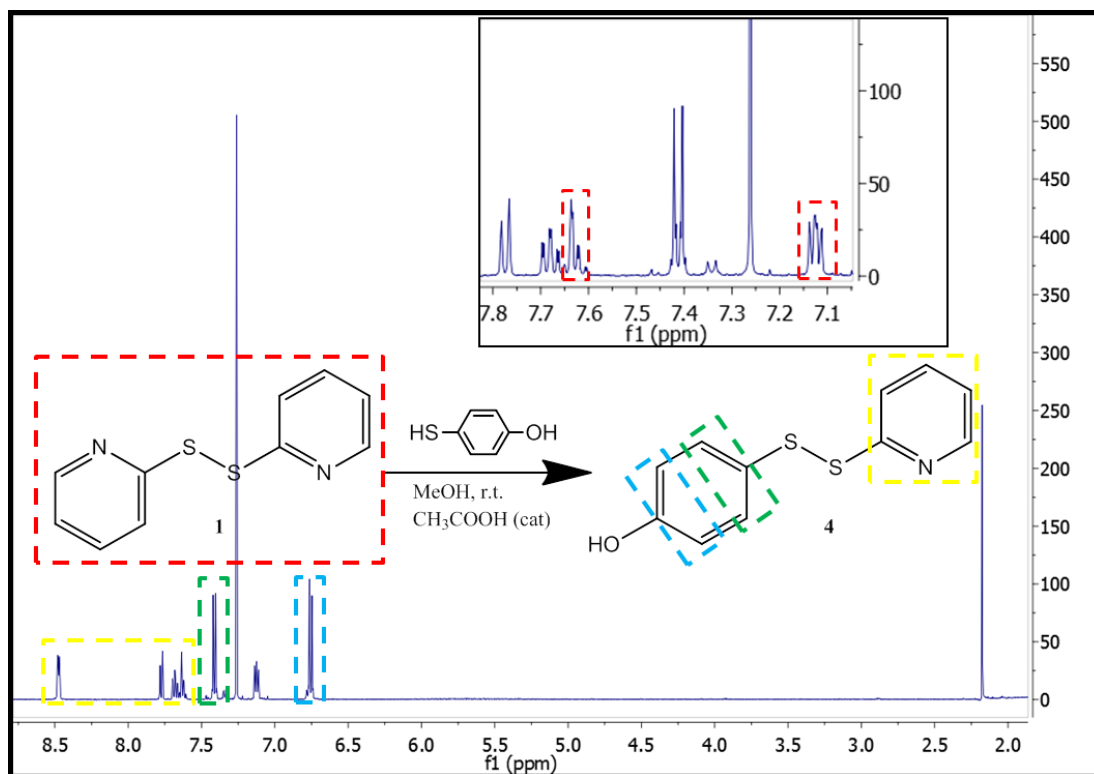 100
50
0
7.8 7.7 7.6 7.5 7.4 7.3 7.2 7.1
f1 (ppm)
550
500
450
400
350
300
250
200
150
100
50
0
N
S
S
N
1
HS
OH
MeOH, r.t.
CH₃COOH (cat)
S
S
N
HO
4
8.5 8.0 7.5 7.0 6.5 6.0 5.5 5.0 4.5 4.0 3.5 3.0 2.5 2.0
f1 (ppm)